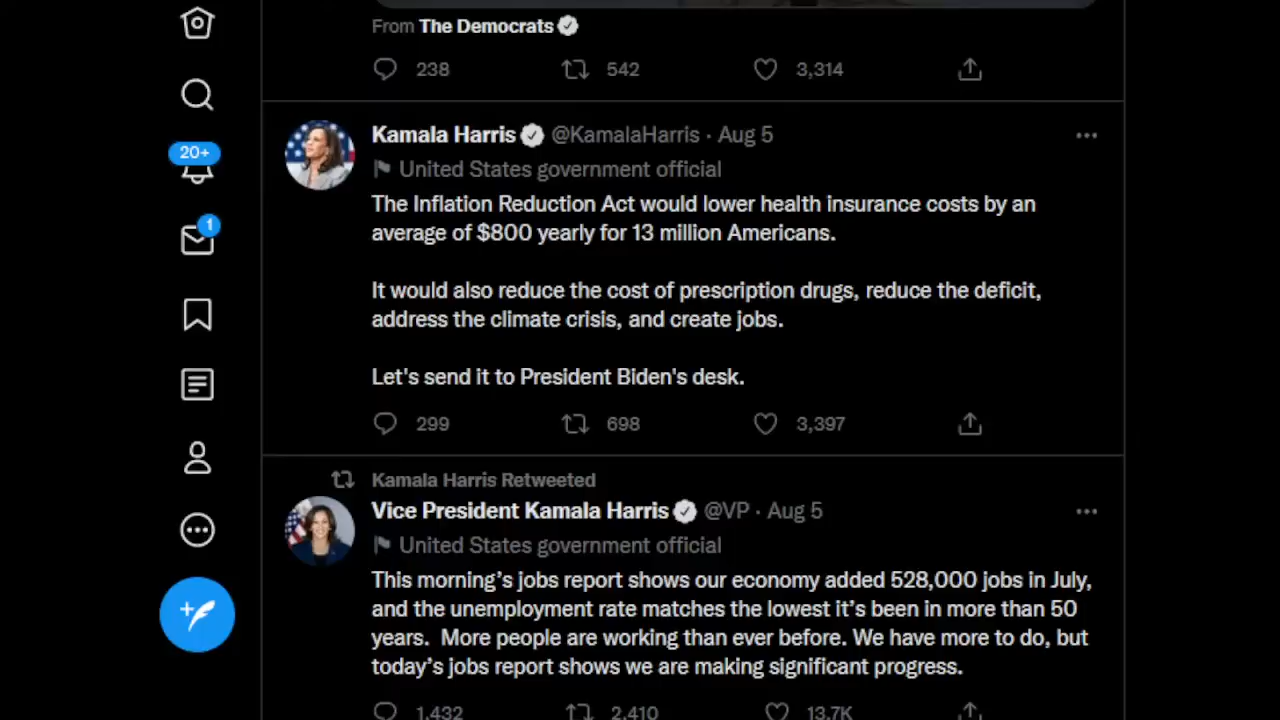 From The Democrats
238 542 3,314
Kamala Harris @KamalaHarris · Aug 5
United States government official
20+
The Inflation Reduction Act would lower health insurance costs by an
average of $800 yearly for 13 million Americans.
1
It would also reduce the cost of prescription drugs, reduce the deficit,
address the climate crisis, and create jobs.
Let's send it to President Biden's desk.
299 698 3,397
Kamala Harris Retweeted
Vice President Kamala Harris @VP · Aug 5
United States government official
This morning’s jobs report shows our economy added 528,000 jobs in July,
and the unemployment rate matches the lowest it’s been in more than 50
years.  More people are working than ever before. We have more to do, but
today’s jobs report shows we are making significant progress.
1,432 2,410 13.7K